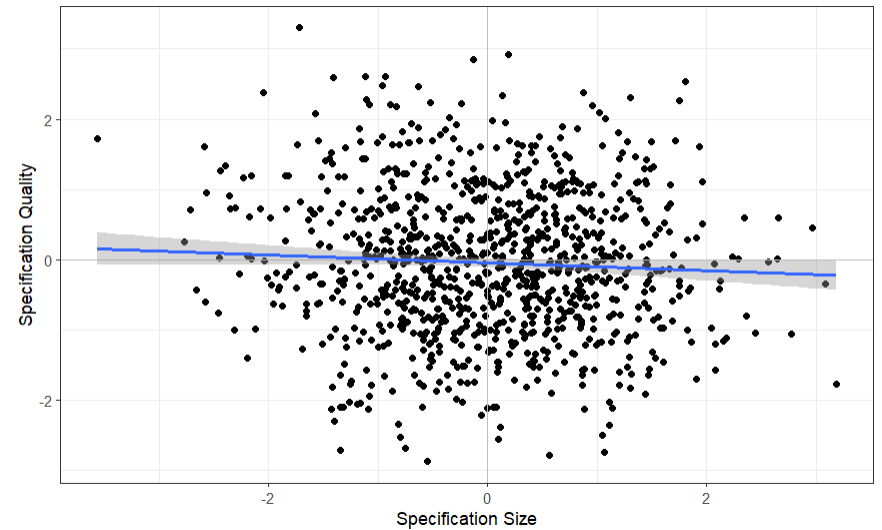 2
0
-2
Specification Quality
-2 0 2
Specification Size